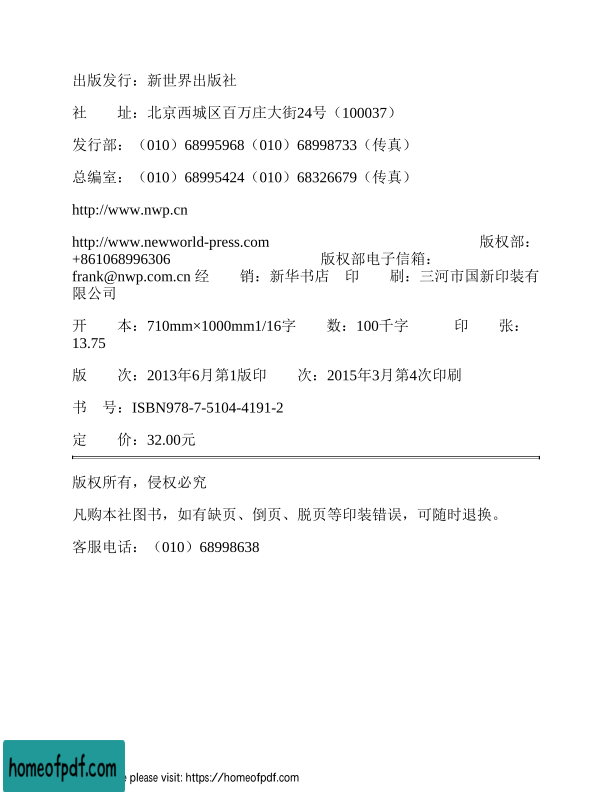 出版发行：新世界出版社
社　　址：北京西城区百万庄大街24号（100037）
发行部：（010）68995968（010）68998733（传真）
总编室：（010）68995424（010）68326679（传真）
http://www.nwp.cn
http://www.newworld-press.com 版权部：
+861068996306 版权部电子信箱：
frank@nwp.com.cn 经　　销：新华书店　印　　刷：三河市国新印装有
限公司
开　　本：710mm×1000mm1/16字　　数：100千字　　　印　　张：
13.75
版　　次：2013年6月第1版印　　次：2015年3月第4次印刷
书　号：ISBN978-7-5104-4191-2
定　　价：32.00元
版权所有，侵权必究
凡购本社图书，如有缺页、倒页、脱页等印装错误，可随时退换。
客服电话：（010）68998638
homeofpdf.com
e please visit: https://homeofpdf.com